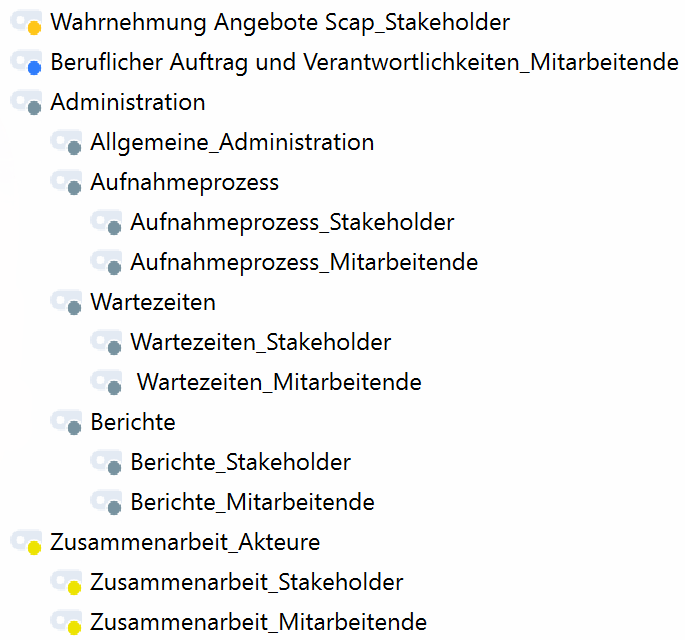 Wahrnehmung Angebote Scap_Stakeholder
Beruflicher Auftrag und Verantwortlichkeiten_Mitarbeitende
Administration
Allgemeine_Administration
Aufnahmeprozess
Aufnahmeprozess_Stakeholder
Aufnahmeprozess_Mitarbeitende
Wartezeiten
Wartezeiten_Stakeholder
Wartezeiten_Mitarbeitende
Berichte
Berichte_Stakeholder
Berichte_Mitarbeitende
Zusammenarbeit_Akteure
Zusammenarbeit_Stakeholder
Zusammenarbeit_Mitarbeitende